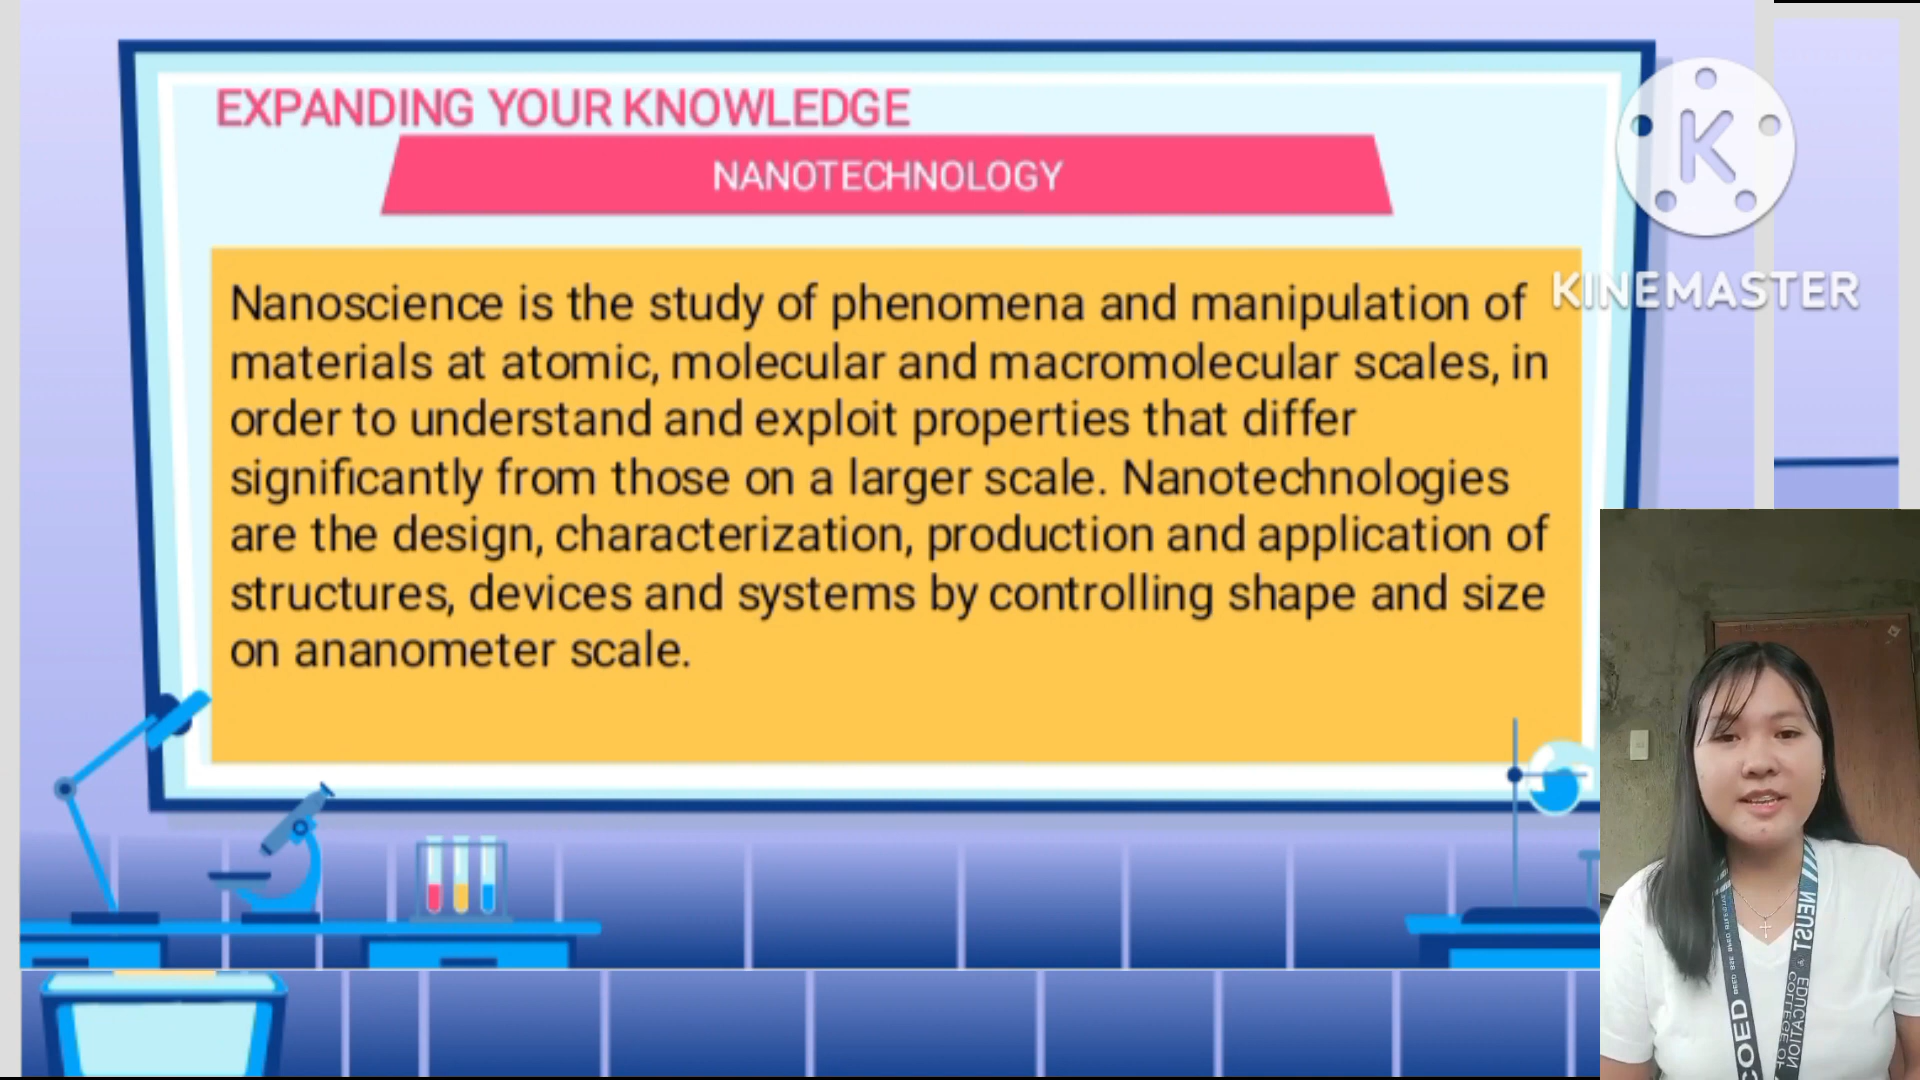 EXPANDING YOUR KNOWLEDGE
NANOTECHNOLOGY
Nanoscience is the study of phenomena and manipulation of
materials at atomic, molecular and macromolecular scales, in
order to understand and exploit properties that differ
significantly from those on a larger scale. Nanotechnologies
are the design, characterization, production and application of
structures, devices and systems by controlling shape and size
on ananometer scale.
K
KINEMASTER
NEUST
COLLEGE OF
EDUCATION
COED